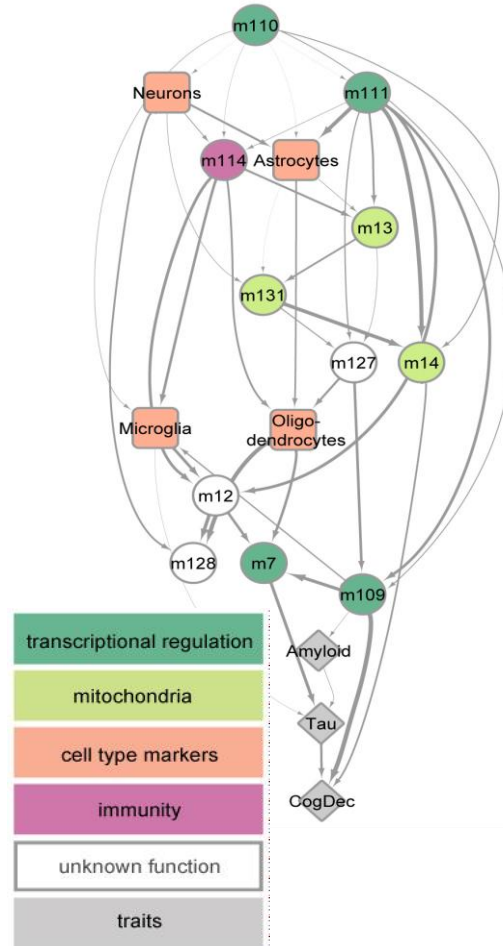 m110
Neurons
m111
m114
Astrocytes
m13
m131
m127
m14
Microglia
Oligo-
dendrocytes
m12
m128
m7
m109
transcriptional regulation
Amyloid
mitochondria
Tau
cell type markers
CogDec
immunity
unknown function
traits